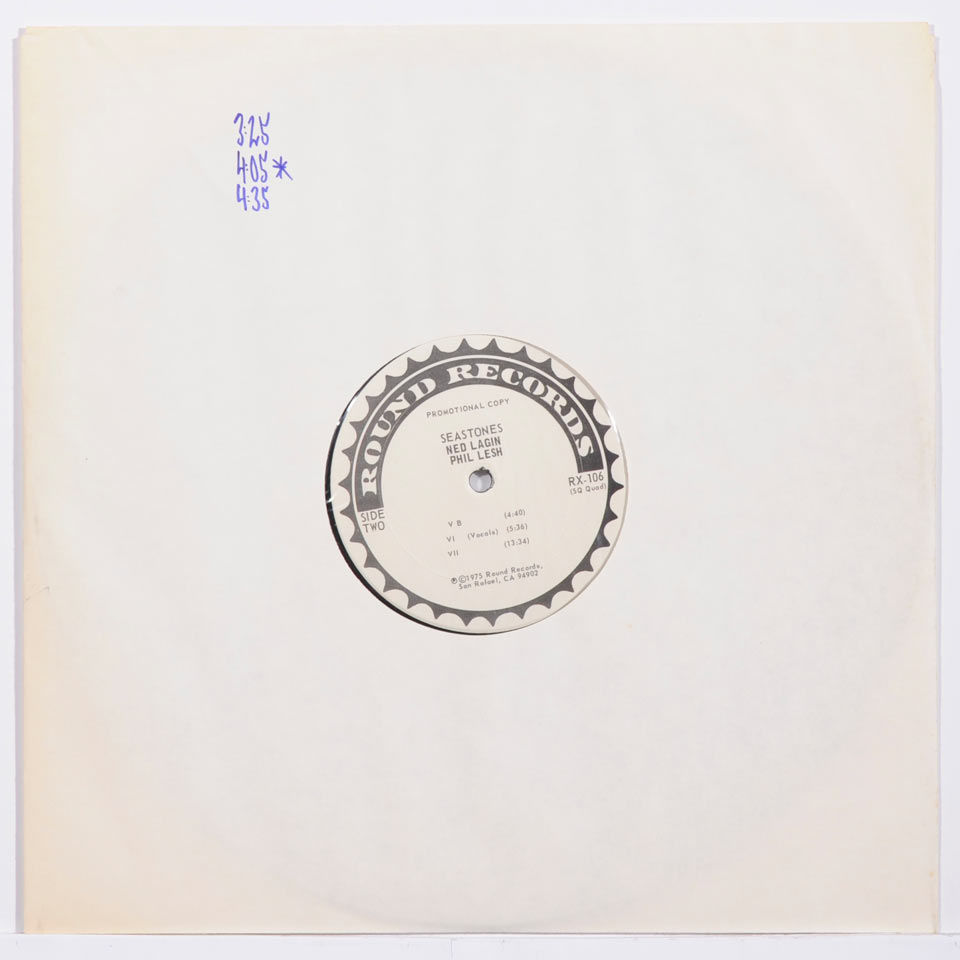 3:25
4:05*
4:35
ROUND RECORDS
PROMOTIONAL COPY
SEASTONES
NED LAGIN
PHIL LESH
RX-106
(SQ Quad)
SIDE
TWO
V B (4:40)
VI (Vocals) (5:36)
VII (13:34)
℗©1975 Round Records,
San Rafael, CA 94902